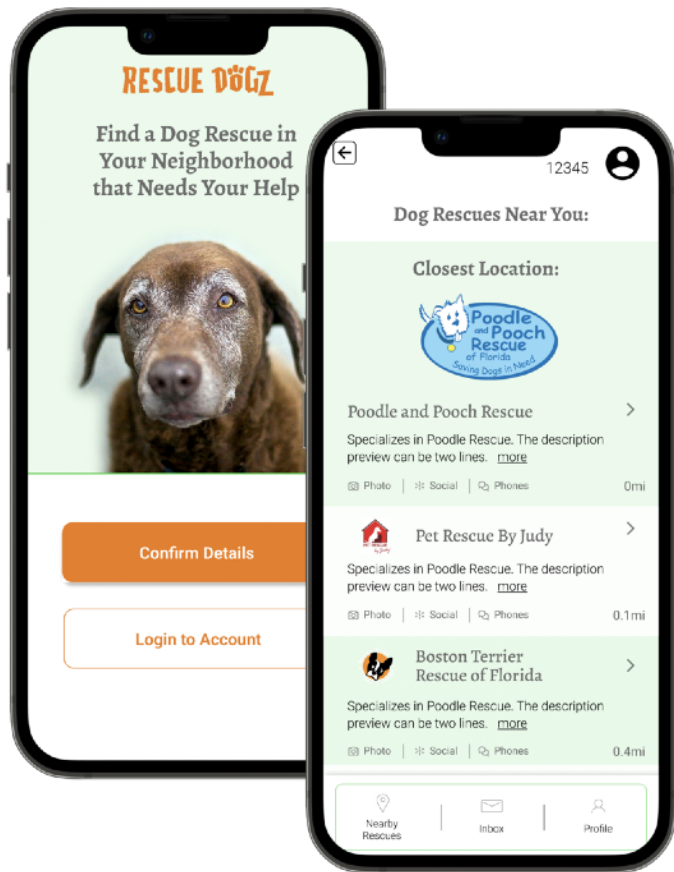 RESCUE DOGZ
Find a Dog Rescue in
Your Neighborhood
that Needs Your Help
Confirm Details
Login to Account
12345
Dog Rescues Near You:
Closest Location:
Poodle
and Pooch
Rescue
of Florida
Saving Dogs in Need
Poodle and Pooch Rescue
Specializes in Poodle Rescue. The description
preview can be two lines. more
Photo | Social | Phones 0mi
Pet Rescue By Judy
Specializes in Poodle Rescue. The description
preview can be two lines. more
Photo | Social | Phones 0.1mi
Boston Terrier
Rescue of Florida
Specializes in Poodle Rescue. The description
preview can be two lines. more
Photo | Social | Phones 0.4mi
Nearby
Rescues
Inbox
Profile